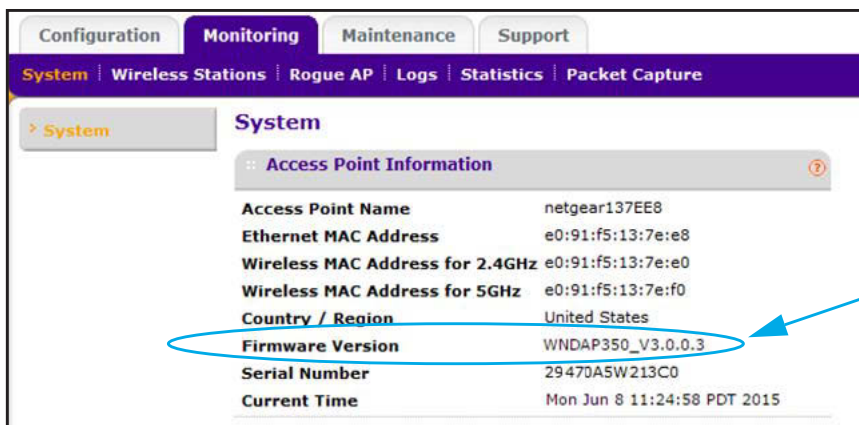 Configuration Monitoring Maintenance Support
System Wireless Stations Rogue AP Logs Statistics Packet Capture
> System
System
Access Point Information ?
Access Point Name netgear137EE8
Ethernet MAC Address e0:91:f5:13:7e:e8
Wireless MAC Address for 2.4GHz e0:91:f5:13:7e:e0
Wireless MAC Address for 5GHz e0:91:f5:13:7e:f0
Country / Region United States
Firmware Version WNDAP350_V3.0.0.3
Serial Number 29470A5W213C0
Current Time Mon Jun 8 11:24:58 PDT 2015